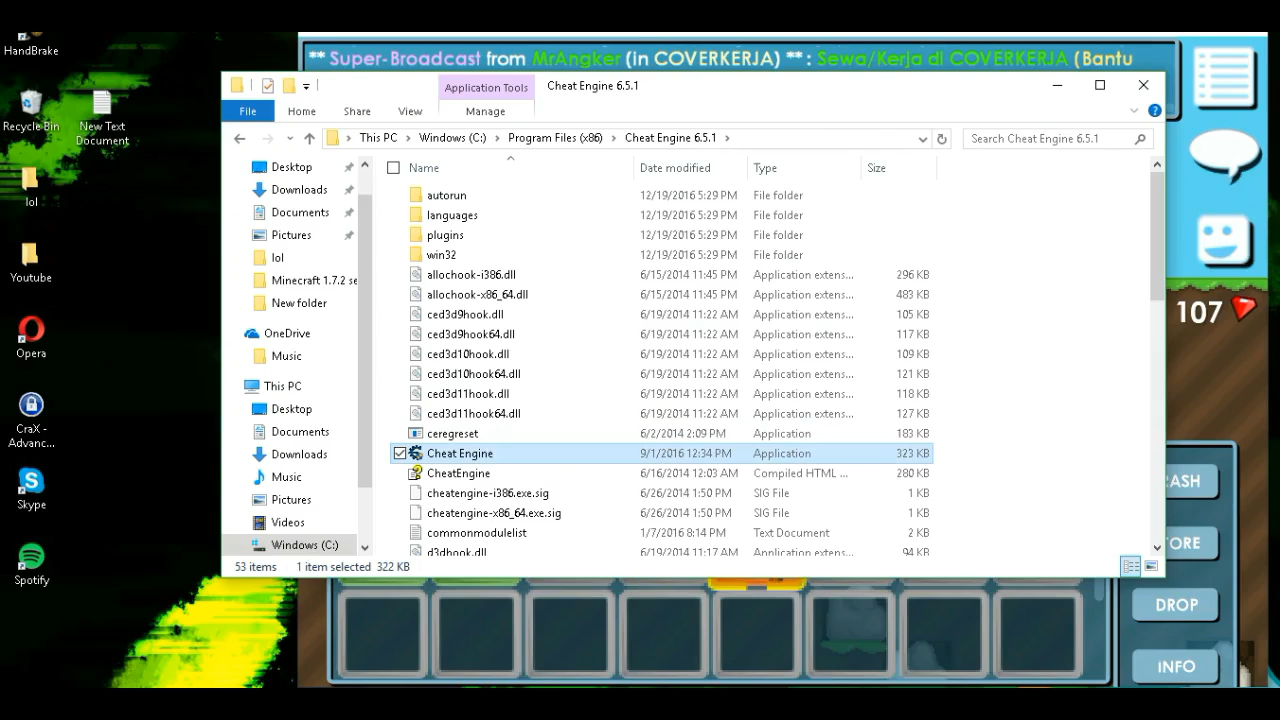 HandBrake
Recycle Bin
New Text
Document
lol
Youtube
Opera
CraX -
Advanc...
Skype
Spotify
** Super-Broadcast from MrAngker (in COVERKERJA) ** : Sewa/Kerja di COVERKERJA (Bantu
Application Tools
Cheat Engine 6.5.1
File
Home
Share
View
Manage
This PC
Windows (C:)
Program Files (x86)
Cheat Engine 6.5.1
Search Cheat Engine 6.5.1
Desktop
Downloads
Documents
Pictures
lol
Minecraft 1.7.2 se
New folder
OneDrive
Music
This PC
Desktop
Documents
Downloads
Music
Pictures
Videos
Windows (C:)
Name Date modified Type Size
autorun 12/19/2016 5:29 PM File folder
languages 12/19/2016 5:29 PM File folder
plugins 12/19/2016 5:29 PM File folder
win32 12/19/2016 5:29 PM File folder
allochook-i386.dll 6/15/2014 11:45 PM Application extens... 296 KB
allochook-x86_64.dll 6/15/2014 11:45 PM Application extens... 483 KB
ced3d9hook.dll 6/19/2014 11:22 AM Application extens... 105 KB
ced3d9hook64.dll 6/19/2014 11:22 AM Application extens... 117 KB
ced3d10hook.dll 6/19/2014 11:22 AM Application extens... 109 KB
ced3d10hook64.dll 6/19/2014 11:22 AM Application extens... 121 KB
ced3d11hook.dll 6/19/2014 11:22 AM Application extens... 118 KB
ced3d11hook64.dll 6/19/2014 11:22 AM Application extens... 127 KB
ceregreset 6/2/2014 2:09 PM Application 183 KB
Cheat Engine 9/1/2016 12:34 PM Application 323 KB
CheatEngine 6/16/2014 12:03 AM Compiled HTML ... 280 KB
cheatengine-i386.exe.sig 6/26/2014 1:50 PM SIG File 1 KB
cheatengine-x86_64.exe.sig 6/26/2014 1:50 PM SIG File 1 KB
commonmodulelist 1/7/2016 8:14 PM Text Document 2 KB
d3dhook.dll 6/19/2014 11:17 AM Application extens... 94 KB
53 items 1 item selected 322 KB
107
RASH
TORE
DROP
INFO